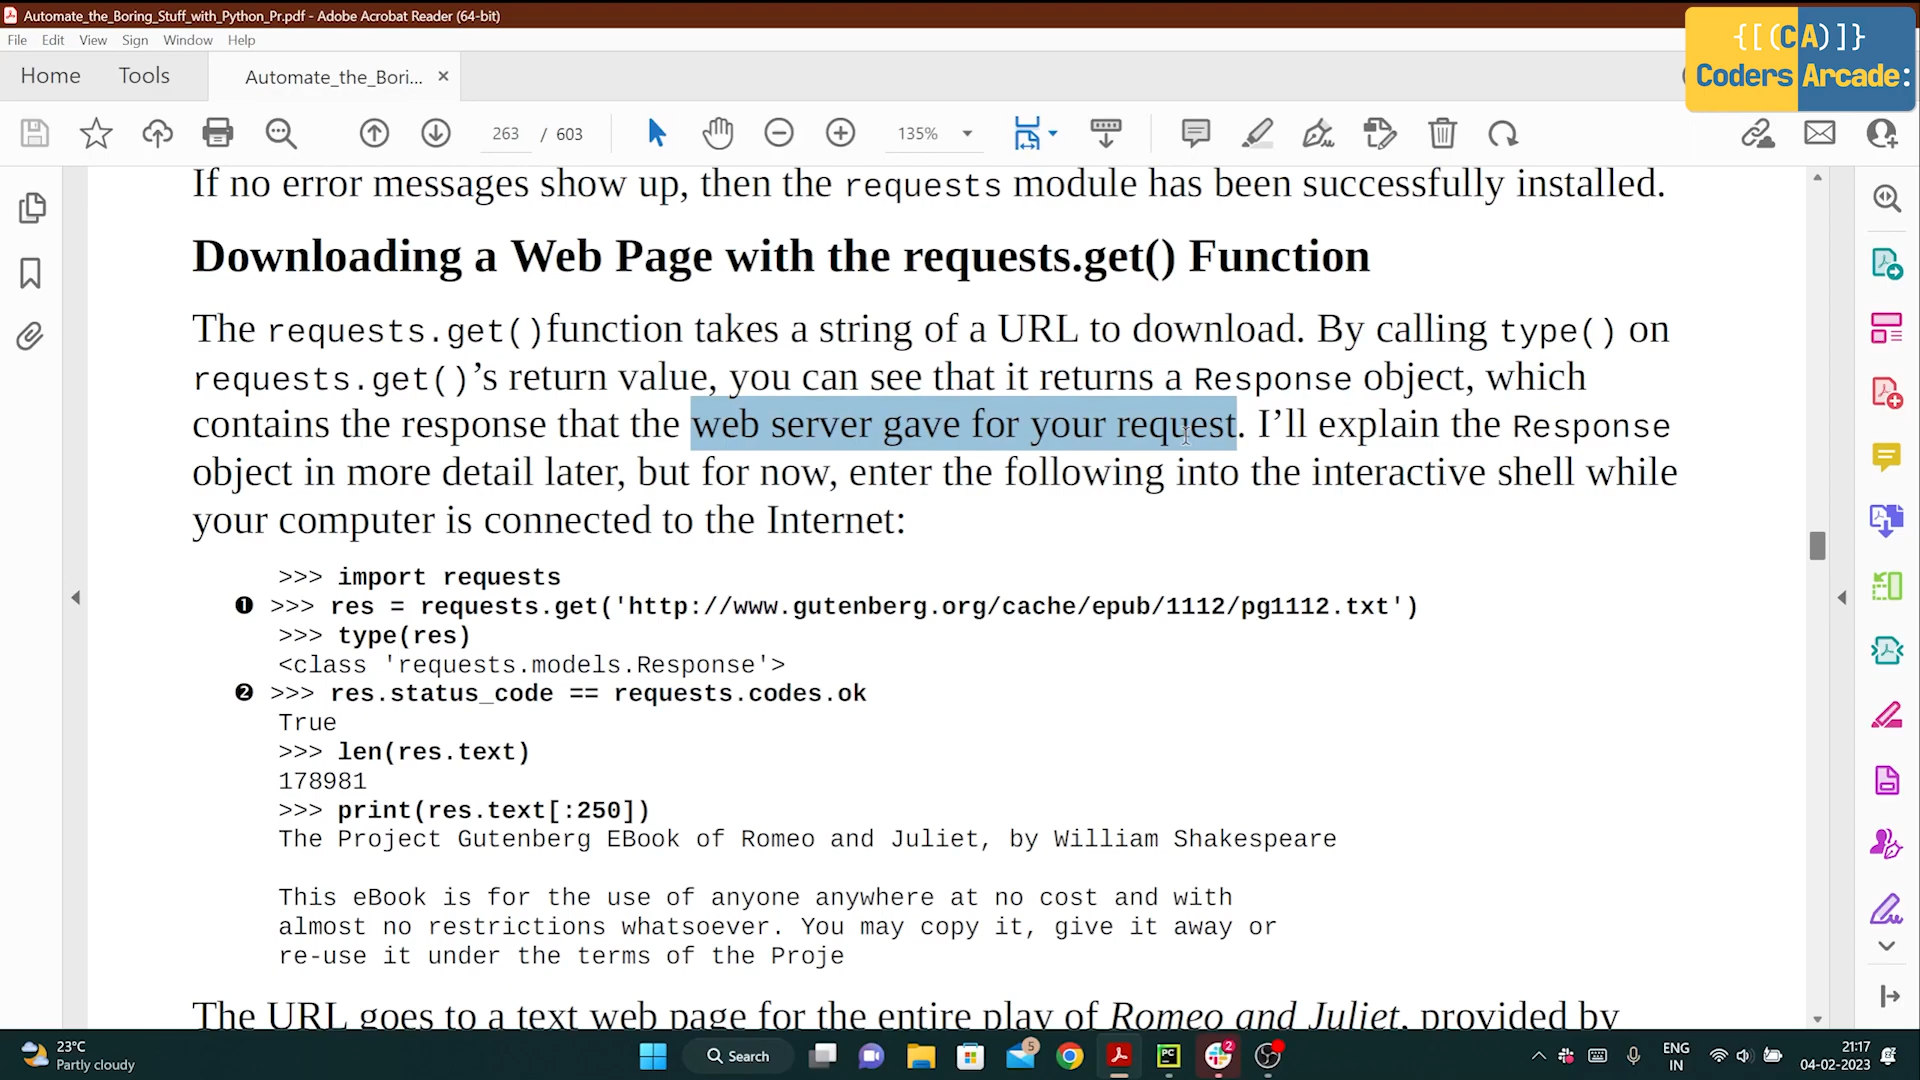 Automate_the_Boring_Stuff_with_Python_Pr.pdf - Adobe Acrobat Reader (64-bit)
File Edit View Sign Window Help
{[(CA)]}
Coders Arcade:
Home Tools Automate_the_Bori... ×
263 / 603 135%
If no error messages show up, then the requests module has been successfully installed.
Downloading a Web Page with the requests.get() Function
The requests.get()function takes a string of a URL to download. By calling type() on
requests.get()’s return value, you can see that it returns a Response object, which
contains the response that the web server gave for your request. I’ll explain the Response
object in more detail later, but for now, enter the following into the interactive shell while
your computer is connected to the Internet:
>>> import requests
❶ >>> res = requests.get('http://www.gutenberg.org/cache/epub/1112/pg1112.txt')
>>> type(res)
<class 'requests.models.Response'>
❷ >>> res.status_code == requests.codes.ok
True
>>> len(res.text)
178981
>>> print(res.text[:250])
The Project Gutenberg EBook of Romeo and Juliet, by William Shakespeare
This eBook is for the use of anyone anywhere at no cost and with
almost no restrictions whatsoever. You may copy it, give it away or
re-use it under the terms of the Proje
The URL goes to a text web page for the entire play of Romeo and Juliet, provided by
23°C
Partly cloudy
Search
5
PC
2
ENG
IN
21:17
04-02-2023